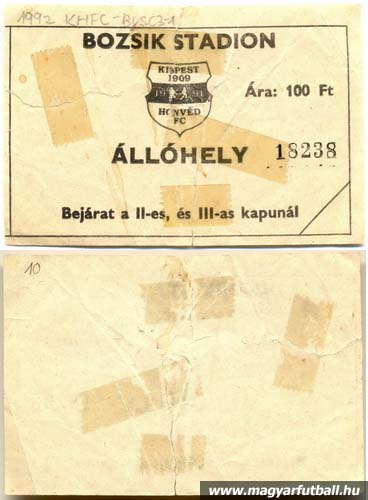 1992 KHFC-BVSC 3:1
BOZSIK STADION
KISPEST
1909
HONVÉD
FC
Ára: 100 Ft
ÁLLÓHELY 18238
Bejárat a II-es, és III-as kapunál
10
www.magyarfutball.hu